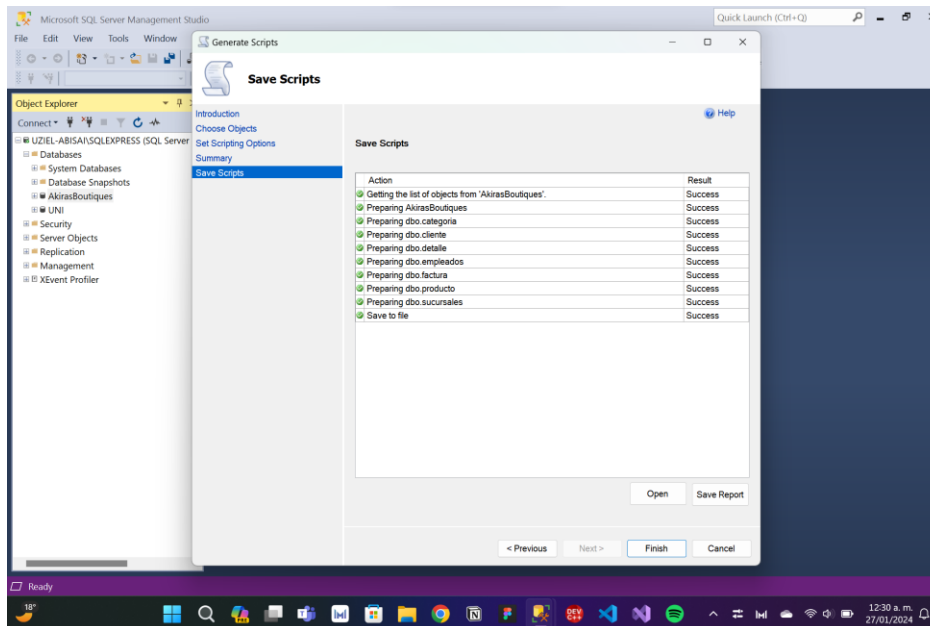 Microsoft SQL Server Management Studio
Quick Launch (Ctrl+Q)
File Edit View Tools Window
Generate Scripts
Save Scripts
Object Explorer
Connect
UZIEL-ABISAI\SQLEXPRESS (SQL Server
Databases
System Databases
Database Snapshots
AkirasBoutiques
UNI
Security
Server Objects
Replication
Management
XEvent Profiler
Introduction
Choose Objects
Set Scripting Options
Summary
Save Scripts
Help
Save Scripts
Action Result
Getting the list of objects from 'AkirasBoutiques'. Success
Preparing AkirasBoutiques Success
Preparing dbo.categoria Success
Preparing dbo.cliente Success
Preparing dbo.detalle Success
Preparing dbo.empleados Success
Preparing dbo.factura Success
Preparing dbo.producto Success
Preparing dbo.sucursales Success
Save to file Success
Open Save Report
< Previous Next > Finish Cancel
Ready
18°
12:30 a. m.
27/01/2024